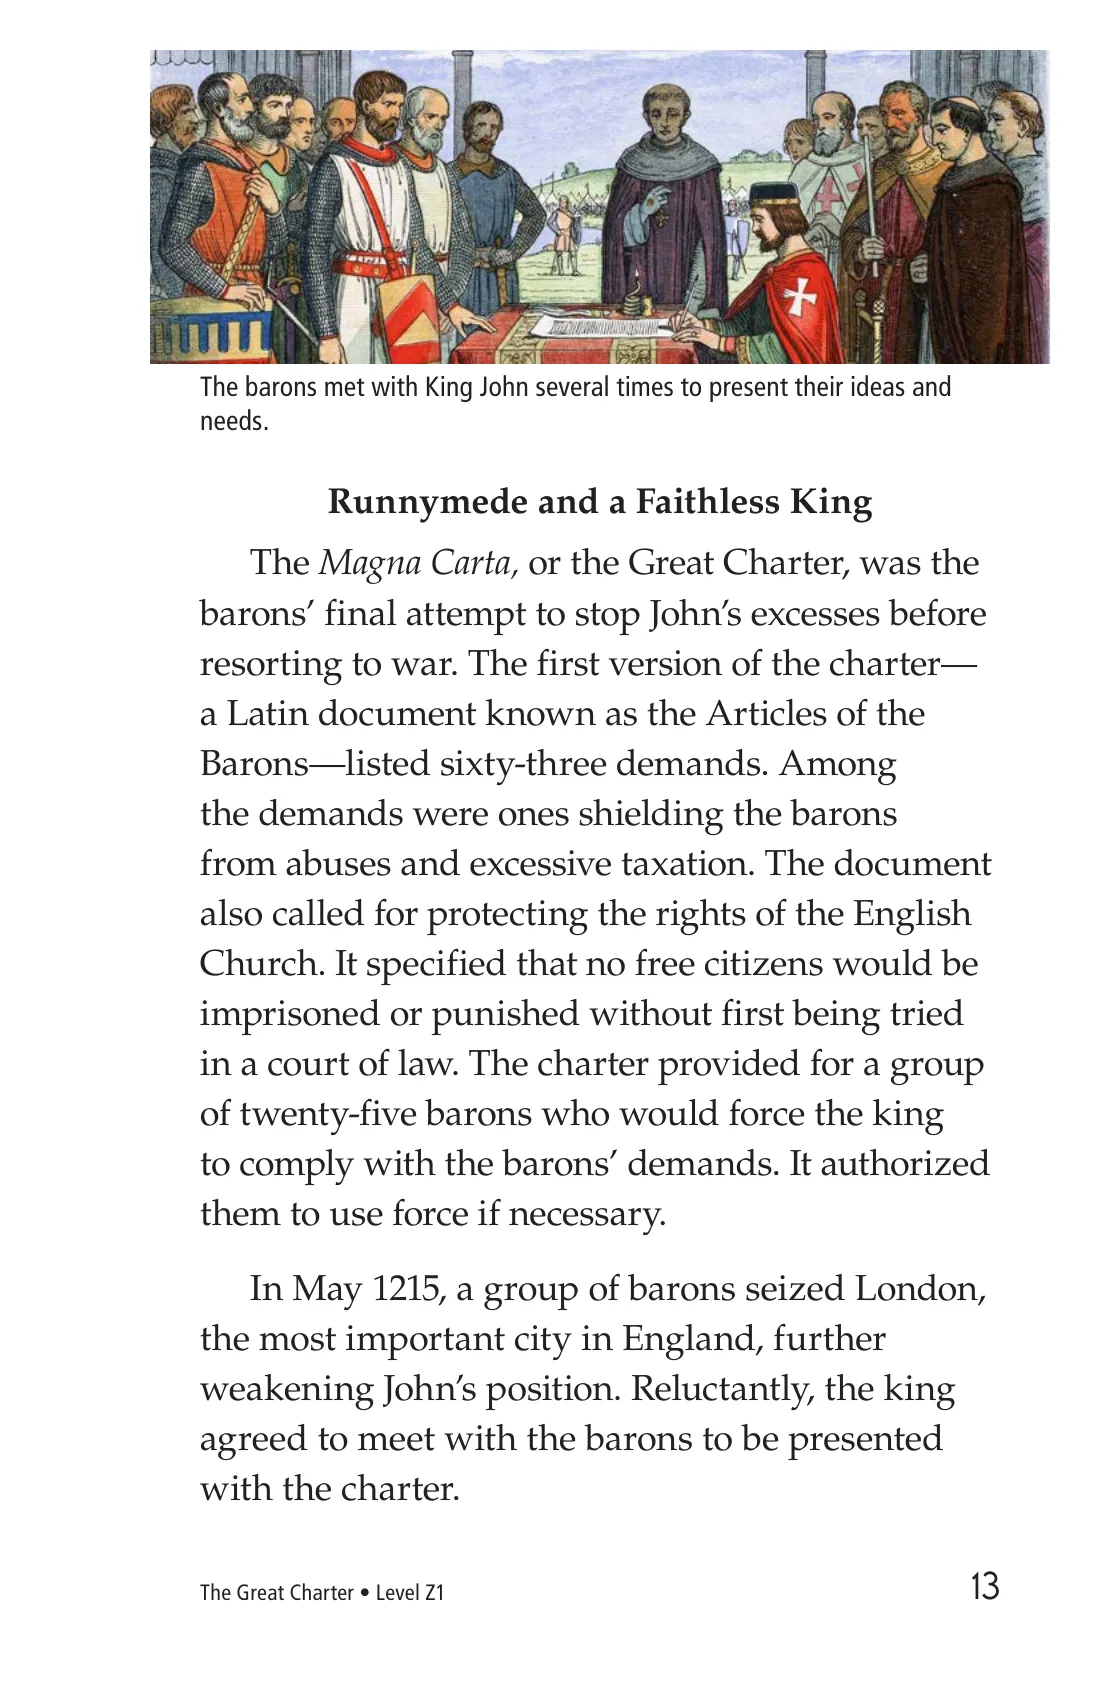 The barons met with King John several times to present their ideas and
needs.
Runnymede and a Faithless King
The Magna Carta, or the Great Charter, was the
barons’ final attempt to stop John’s excesses before
resorting to war. The first version of the charter—
a Latin document known as the Articles of the
Barons—listed sixty-three demands. Among
the demands were ones shielding the barons
from abuses and excessive taxation. The document
also called for protecting the rights of the English
Church. It specified that no free citizens would be
imprisoned or punished without first being tried
in a court of law. The charter provided for a group
of twenty-five barons who would force the king
to comply with the barons’ demands. It authorized
them to use force if necessary.
In May 1215, a group of barons seized London,
the most important city in England, further
weakening John’s position. Reluctantly, the king
agreed to meet with the barons to be presented
with the charter.
The Great Charter • Level Z1
13